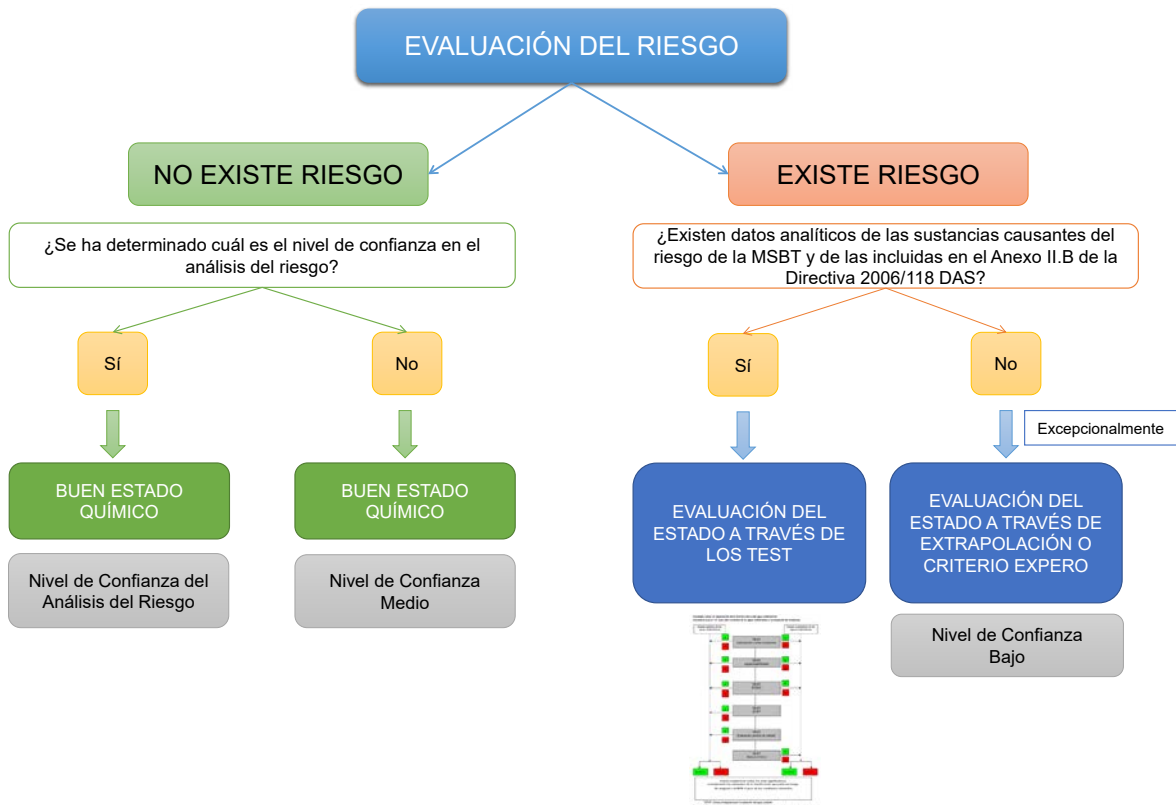 EVALUACIÓN DEL RIESGO
NO EXISTE RIESGO
EXISTE RIESGO
¿Se ha determinado cuál es el nivel de confianza en el
análisis del riesgo?
¿Existen datos analíticos de las sustancias causantes del
riesgo de la MSBT y de las incluidas en el Anexo II.B de la
Directiva 2006/118 DAS?
Sí
No
Sí
No
Excepcionalmente
BUEN ESTADO
QUÍMICO
BUEN ESTADO
QUÍMICO
EVALUACIÓN DEL
ESTADO A TRAVÉS DE
LOS TEST
EVALUACIÓN DEL
ESTADO A TRAVÉS DE
EXTRAPOLACIÓN O
CRITERIO EXPERO
Nivel de Confianza del
Análisis del Riesgo
Nivel de Confianza
Medio
Nivel de Confianza
Bajo